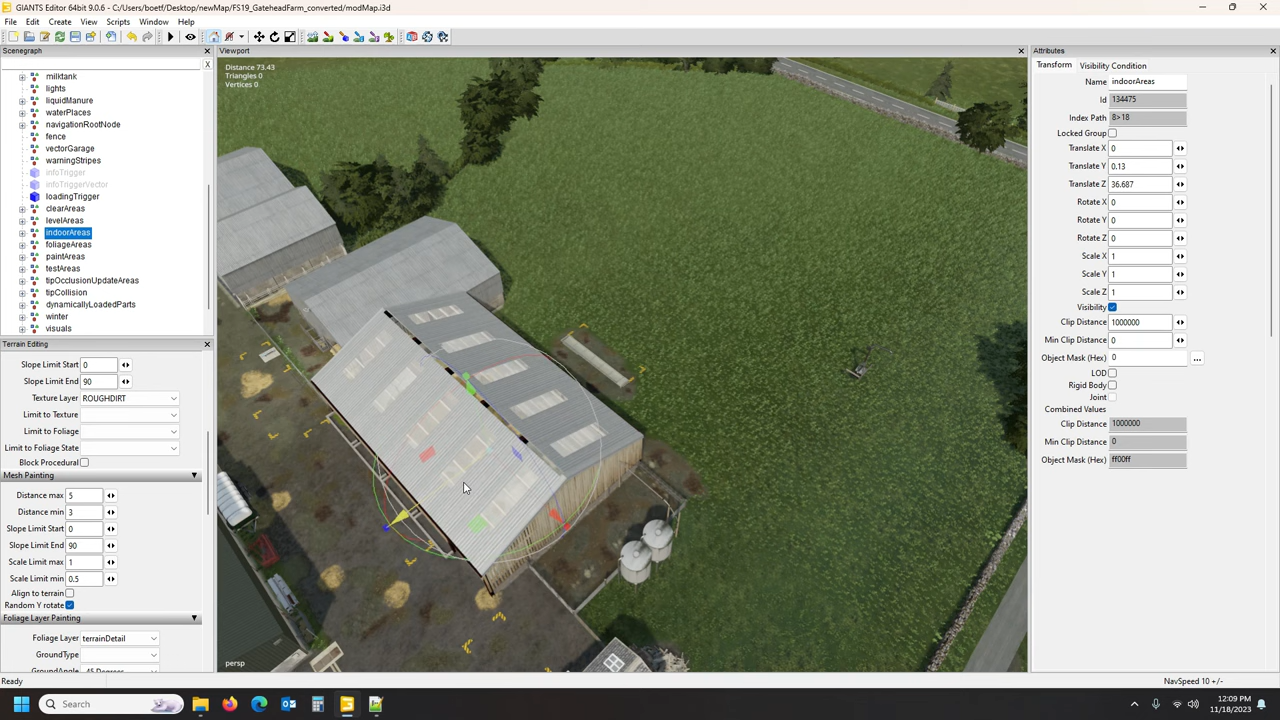 GIANTS Editor 64bit 9.0.6 - C:/Users/boetf/Desktop/newMap/FS19_GateheadFarm_converted/modMap.i3d
File Edit Create View Scripts Window Help
Scenegraph
milktank
lights
liquidManure
waterPlaces
navigationRootNode
fence
vectorGarage
warningStripes
infoTrigger
infoTriggerVector
loadingTrigger
clearAreas
levelAreas
indoorAreas
foliageAreas
paintAreas
testAreas
tipOcclusionUpdateAreas
tipCollision
dynamicallyLoadedParts
winter
visuals
Terrain Editing
Slope Limit Start 0
Slope Limit End 90
Texture Layer ROUGHDIRT
Limit to Texture
Limit to Foliage
Limit to Foliage State
Block Procedural
Mesh Painting
Distance max 5
Distance min 3
Slope Limit Start 0
Slope Limit End 90
Scale Limit max 1
Scale Limit min 0.5
Align to terrain
Random Y rotate
Foliage Layer Painting
Foliage Layer terrainDetail
GroundType
GroundAngle -45 Degrees
Viewport
Distance 73.43
Triangles 0
Vertices 0
persp
Attributes
Transform Visibility Condition
Name indoorAreas
Id 134475
Index Path 8>18
Locked Group
Translate X 0
Translate Y 0.13
Translate Z 36.687
Rotate X 0
Rotate Y 0
Rotate Z 0
Scale X 1
Scale Y 1
Scale Z 1
Visibility
Clip Distance 1000000
Min Clip Distance 0
Object Mask (Hex) 0 ...
LOD
Rigid Body
Joint
Combined Values
Clip Distance 1000000
Min Clip Distance 0
Object Mask (Hex) ff00ff
Ready
NavSpeed 10 +/-
Search
12:09 PM
11/18/2023